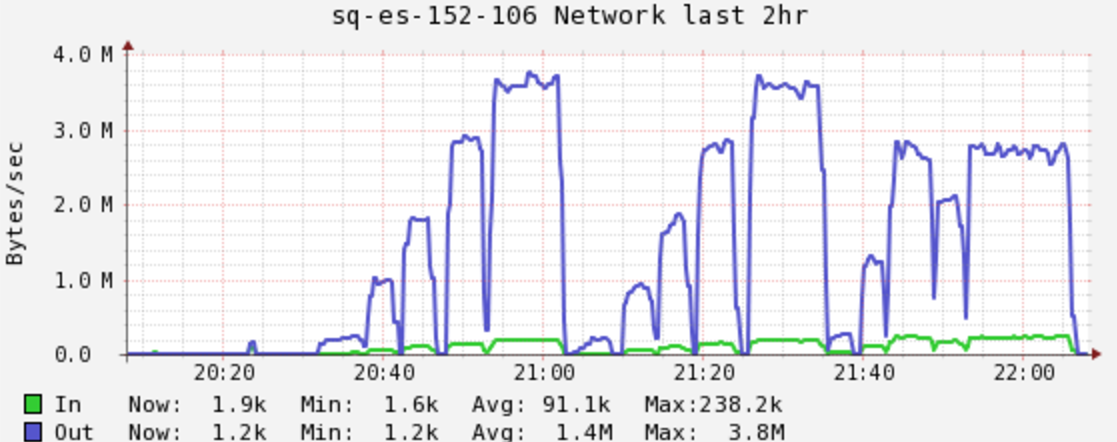 sq-es-152-106 Network last 2hr
Bytes/sec
4.0 M
3.0 M
2.0 M
1.0 M
0.0
20:20 20:40 21:00 21:20 21:40 22:00
In Now: 1.9k Min: 1.6k Avg: 91.1k Max:238.2k
Out Now: 1.2k Min: 1.2k Avg: 1.4M Max: 3.8M